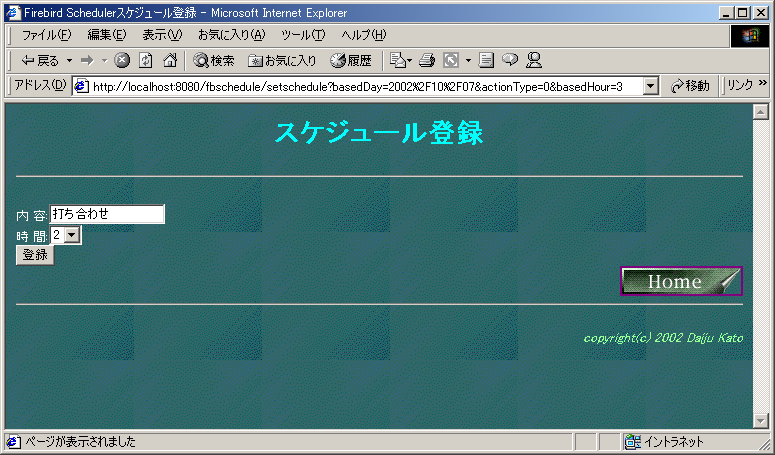 Firebird Schedulerスケジュール登録 - Microsoft Internet Explorer
ファイル(F) 編集(E) 表示(V) お気に入り(A) ツール(T) ヘルプ(H)
戻る 検索 お気に入り 履歴
アドレス(D) http://localhost:8080/fbschedule/setschedule?basedDay=2002%2F10%2F07&actionType=0&basedHour=3 移動 リンク »
スケジュール登録
内 容: 打ち合わせ
時 間: 2
登録
Home
copyright(c) 2002 Daiju Kato
ページが表示されました イントラネット